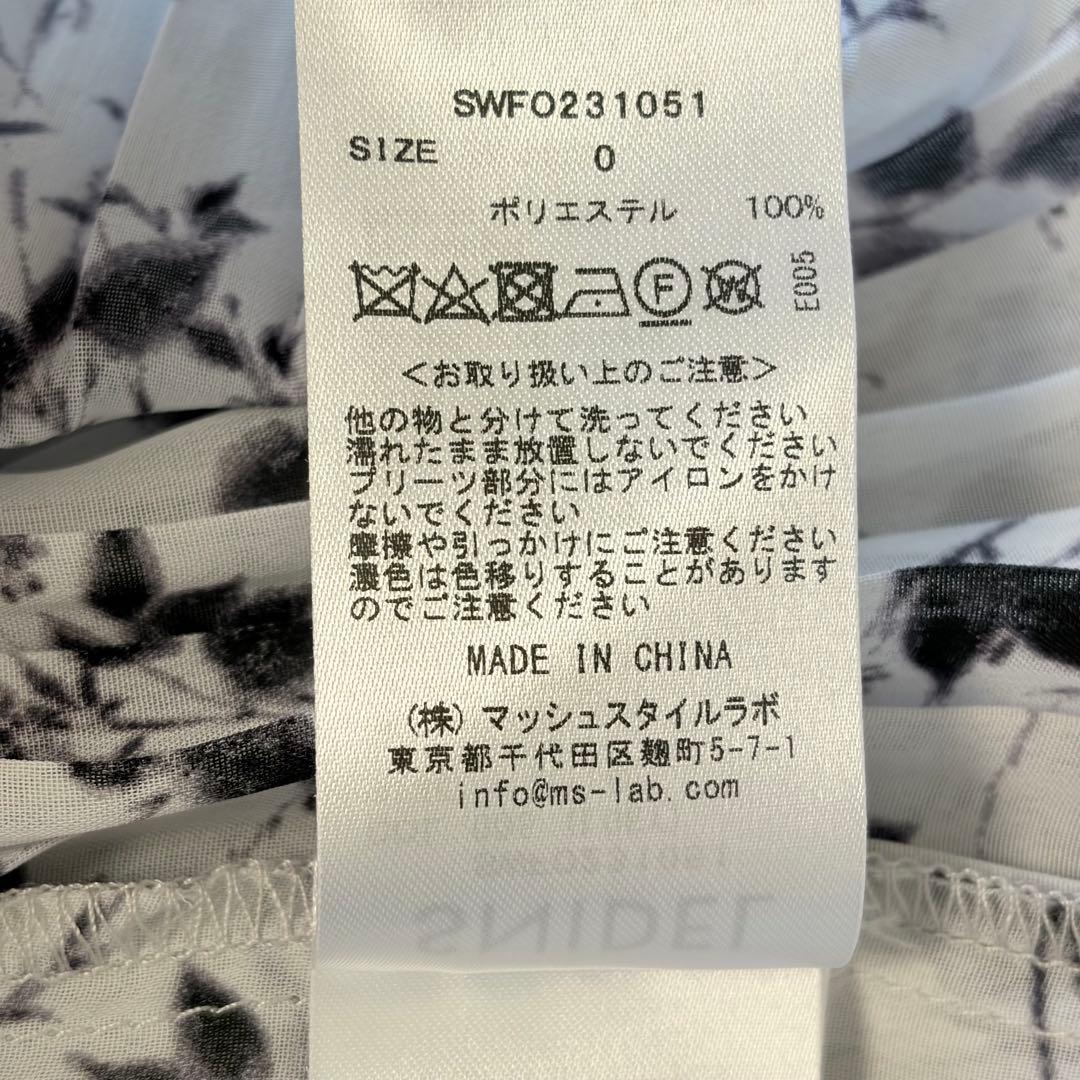 SWFO231051
SIZE 0
ポリエステル 100%
F W E005
<お取り扱い上のご注意>
他の物と分けて洗ってください
濡れたまま放置しないでください
プリーツ部分にはアイロンをかけ
ないでください
摩擦や引っかけにご注意ください
濃色は色移りすることがあります
のでご注意ください
MADE IN CHINA
(株) マッシュスタイルラボ
東京都千代田区麹町5-7-1
info@ms-lab.com
SNIDEL